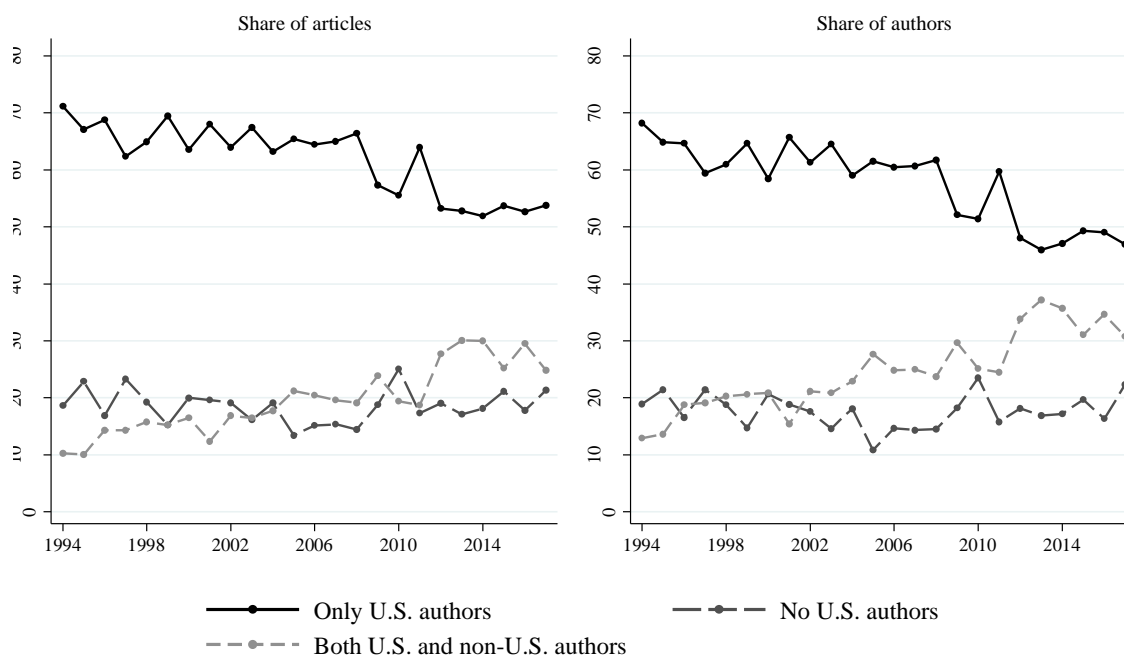 Share of articles
80
70
60
50
40
30
20
10
0
1994 1998 2002 2006 2010 2014
Share of authors
80
70
60
50
40
30
20
10
0
1994 1998 2002 2006 2010 2014
Only U.S. authors
No U.S. authors
Both U.S. and non-U.S. authors